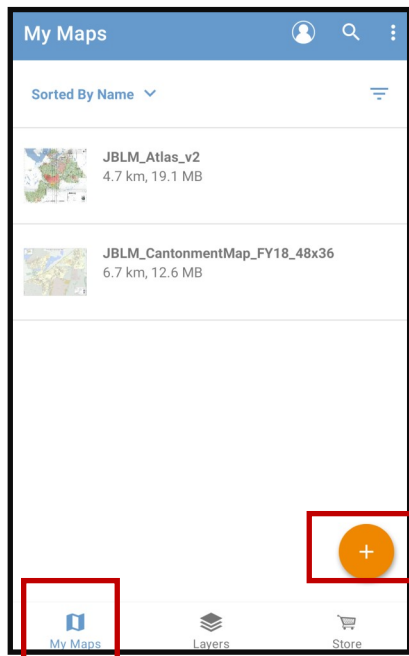 My Maps
Sorted By Name
JBLM_Atlas_v2
4.7 km, 19.1 MB
JBLM_CantonmentMap_FY18_48x36
6.7 km, 12.6 MB
+
My Maps Layers Store